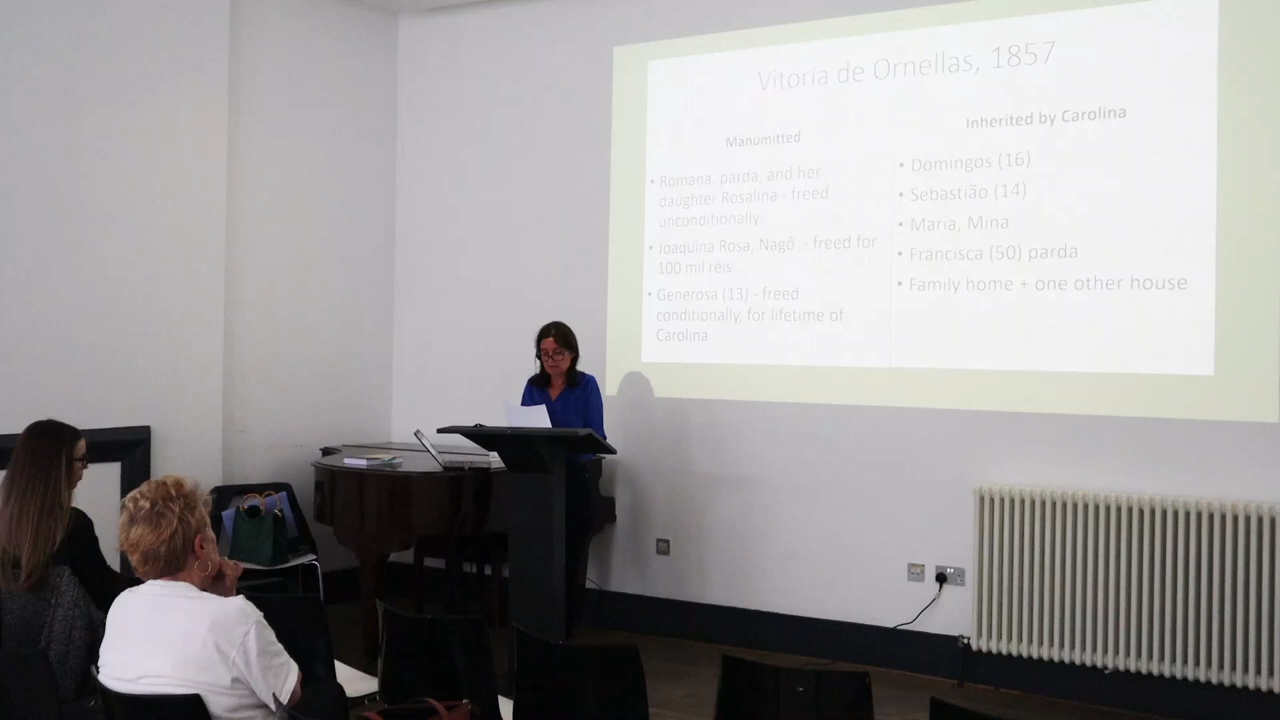 Vitoria de Ornellas, 1857
Manumitted
• Romana, parda, and her
daughter Rosalina - freed
unconditionally
• Joaquina Rosa, Nagô - freed for
100 mil réis
• Generosa (13) - freed
conditionally, for lifetime of
Carolina
Inherited by Carolina
• Domingos (16)
• Sebastião (14)
• Maria, Mina
• Francisca (50) parda
• Family home + one other house